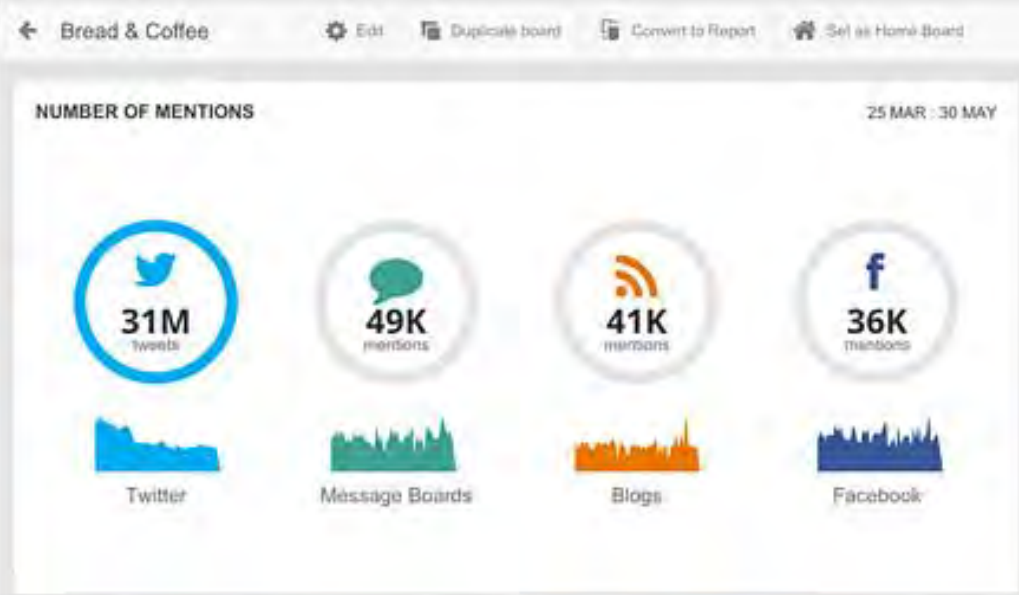 Bread & Coffee
Edit
Duplicate board
Convert to Report
Set as Home Board
NUMBER OF MENTIONS
25 MAR : 30 MAY
31M
tweets
49K
mentions
41K
mentions
36K
mentions
Twitter
Message Boards
Blogs
Facebook